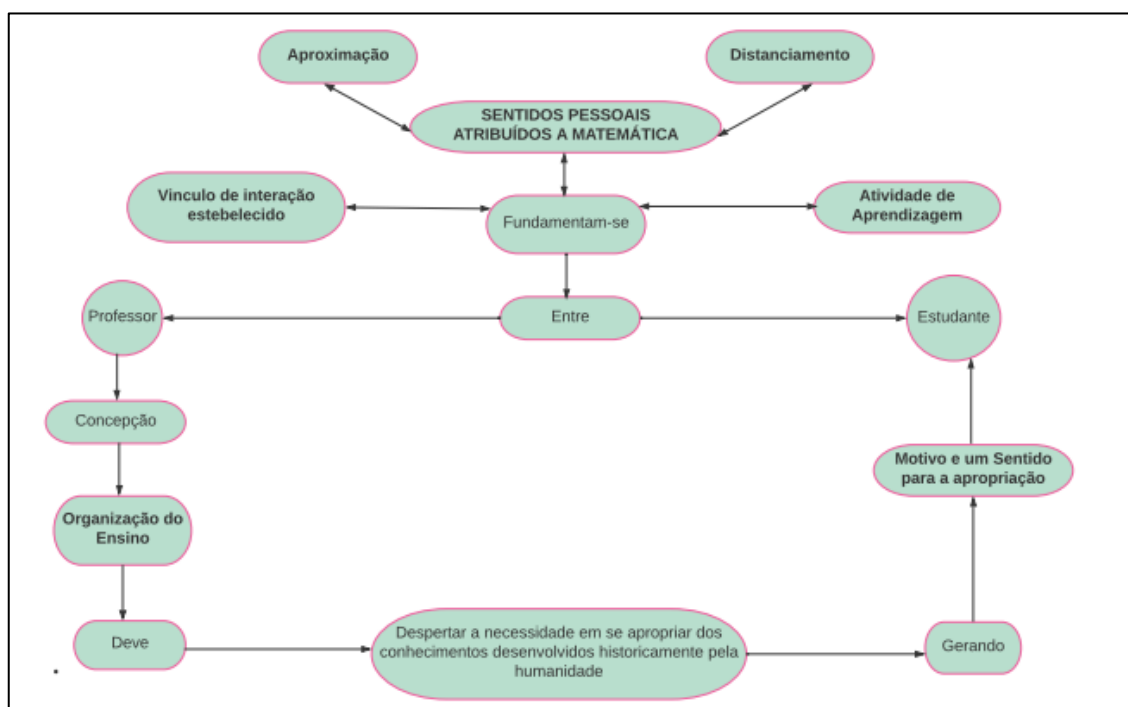 Aproximação
Distanciamento
SENTIDOS PESSOAIS
ATRIBUÍDOS A MATEMÁTICA
Vinculo de interação
estebelecido
Fundamentam-se
Atividade de
Aprendizagem
Professor
Entre
Estudante
Concepção
Motivo e um Sentido
para a apropriação
Organização do
Ensino
Deve
Despertar a necessidade em se apropriar dos
conhecimentos desenvolvidos historicamente pela
humanidade
Gerando